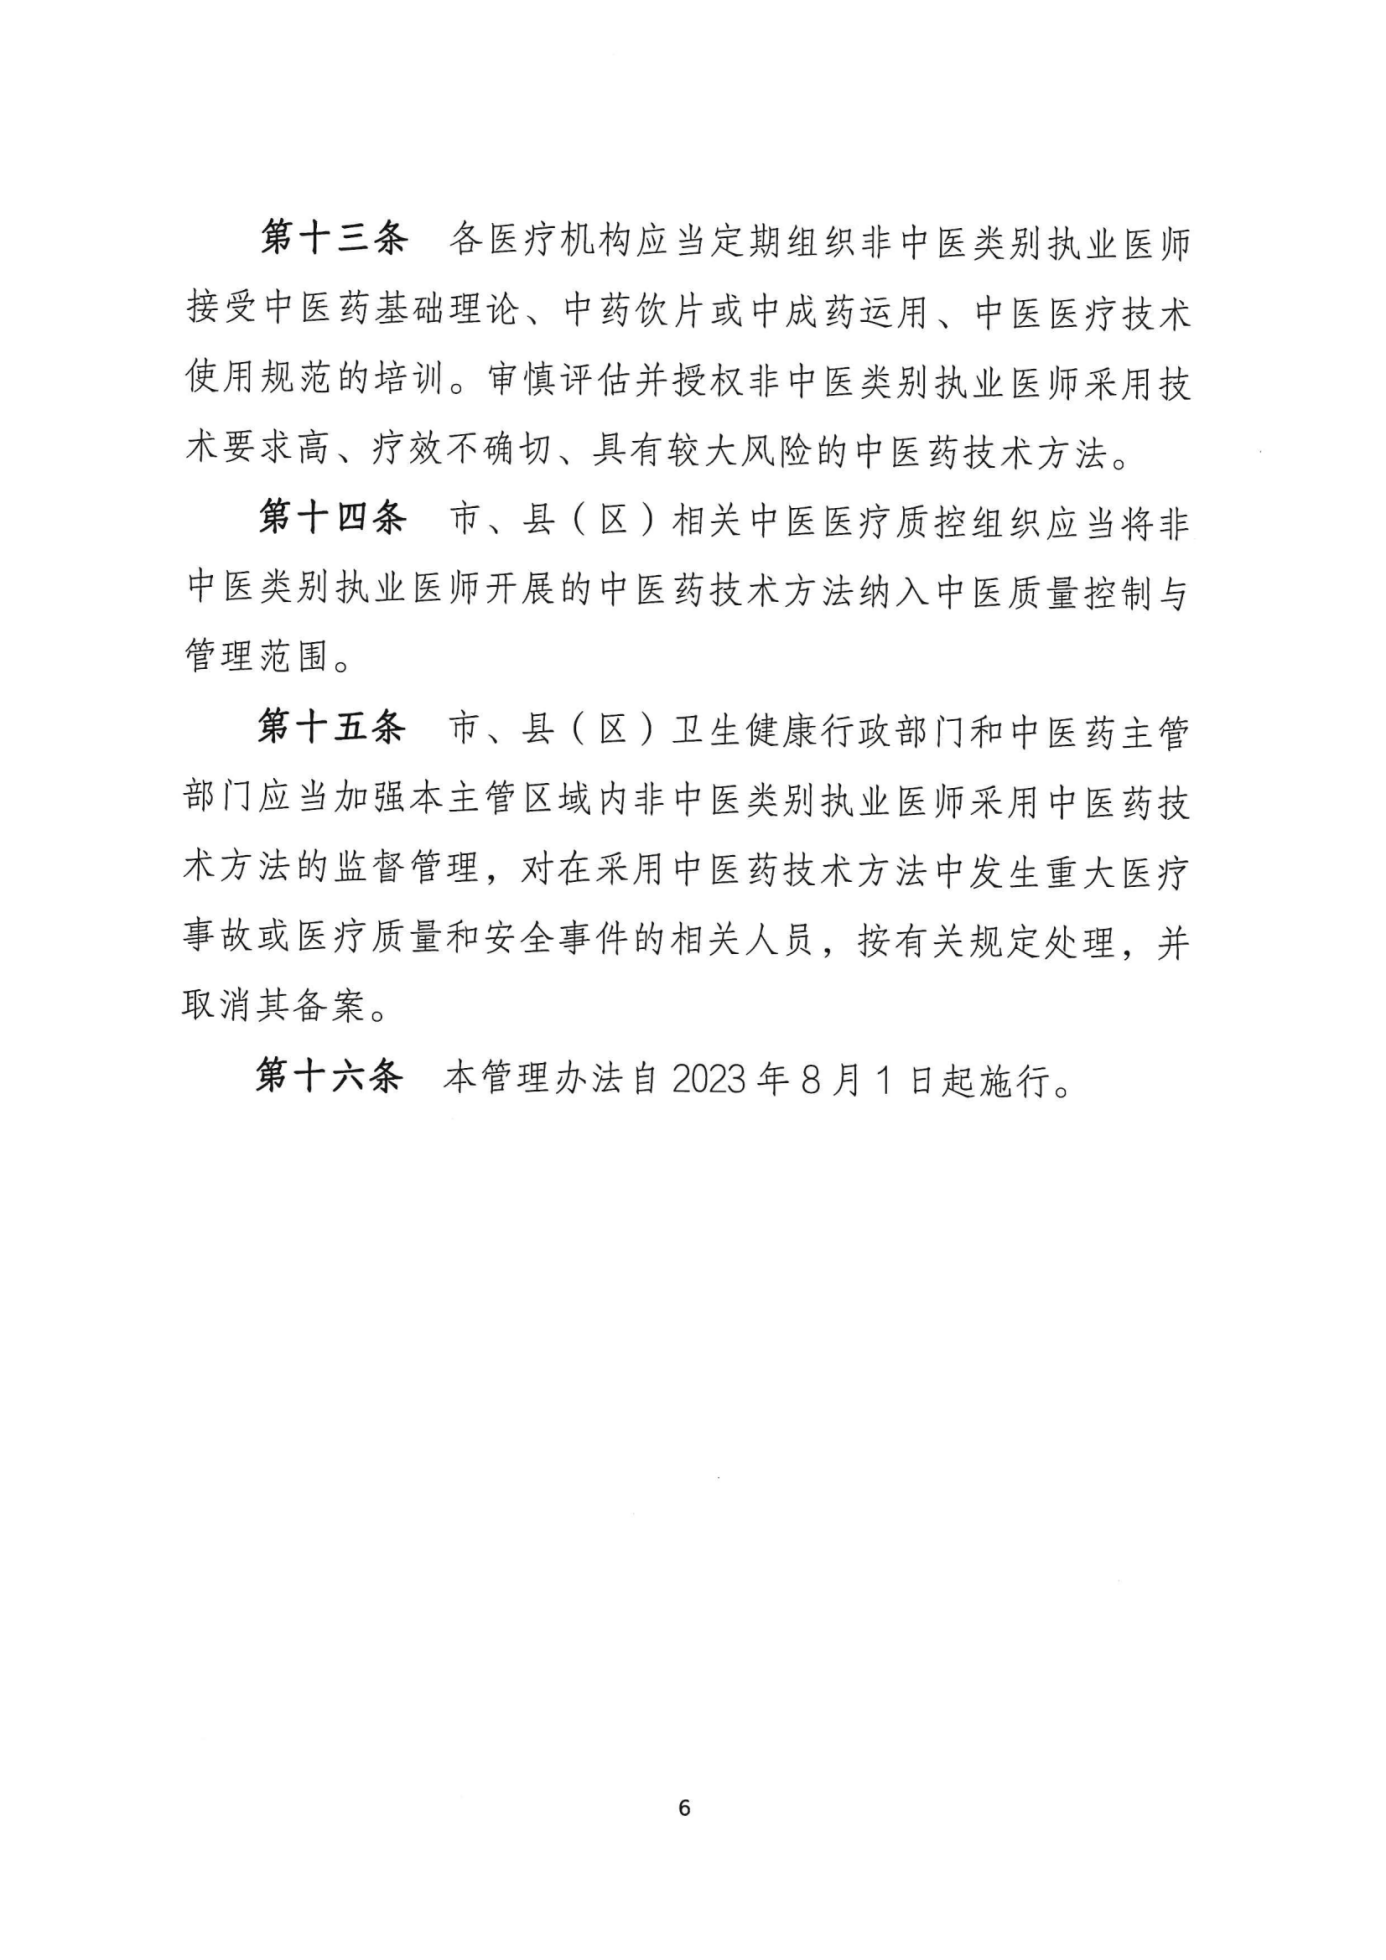 第十三条　各医疗机构应当定期组织非中医类别执业医师
接受中医药基础理论、中药饮片或中成药运用、中医医疗技术
使用规范的培训。审慎评估并授权非中医类别执业医师采用技
术要求高、疗效不确切、具有较大风险的中医药技术方法。
第十四条　市、县（区）相关中医医疗质控组织应当将非
中医类别执业医师开展的中医药技术方法纳入中医质量控制与
管理范围。
第十五条　市、县（区）卫生健康行政部门和中医药主管
部门应当加强本主管区域内非中医类别执业医师采用中医药技
术方法的监督管理，对在采用中医药技术方法中发生重大医疗
事故或医疗质量和安全事件的相关人员，按有关规定处理，并
取消其备案。
第十六条　本管理办法自 2023 年 8 月 1 日起施行。
6